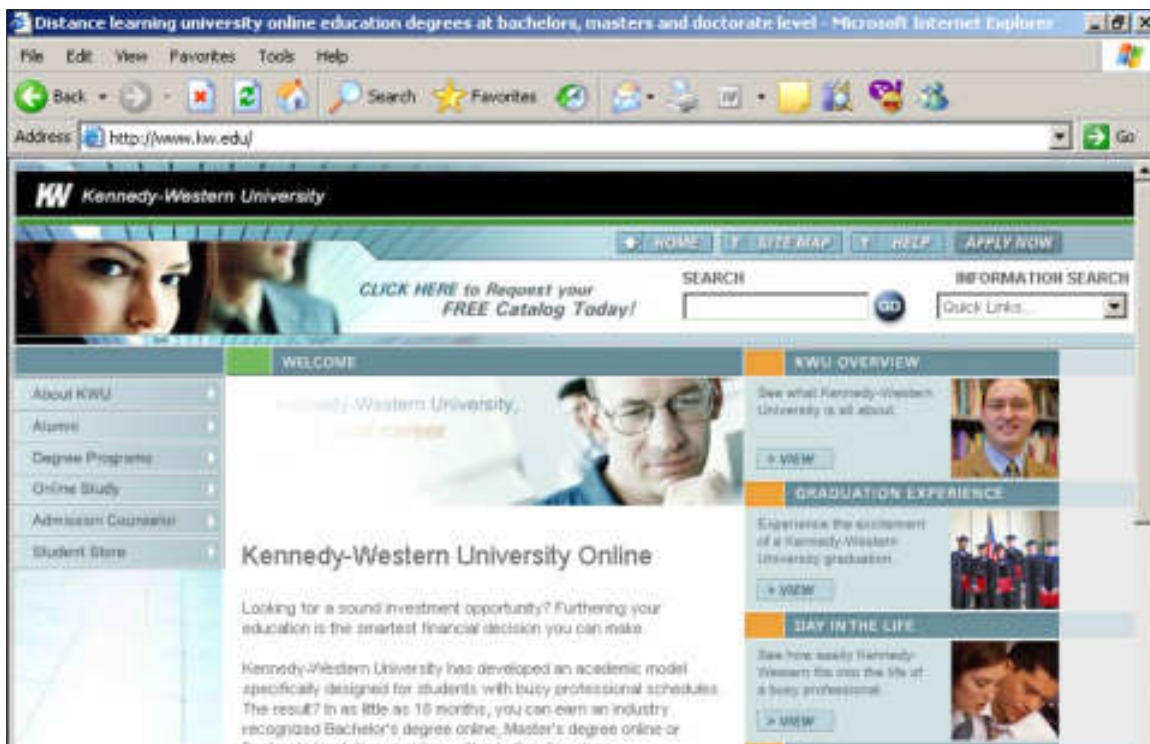 Distance learning university online education degrees at bachelors, masters and doctorate level - Microsoft Internet Explorer
File Edit View Favorites Tools Help
Back Search Favorites
Address http://www.kw.edu/ Go
KW Kennedy-Western University
HOME SITE MAP HELP APPLY NOW
CLICK HERE to Request your
FREE Catalog Today!
SEARCH
GO
INFORMATION SEARCH
Quick Links...
About KWU
Alumni
Degree Programs
Online Study
Admission Counselor
Student Store
WELCOME
Kennedy-Western University,
career
Kennedy-Western University Online
Looking for a sound investment opportunity? Furthering your
education is the smartest financial decision you can make.
Kennedy-Western University has developed an academic model
specifically designed for students with busy professional schedules.
The result? In as little as 18 months, you can earn an industry
recognized Bachelor's degree online, Master's degree online or
KWU OVERVIEW
See what Kennedy-Western
University is all about.
> VIEW
GRADUATION EXPERIENCE
Experience the excitement
of a Kennedy-Western
University graduation.
> VIEW
DAY IN THE LIFE
See how easily Kennedy-
Western fits into the life of
a busy professional.
> VIEW